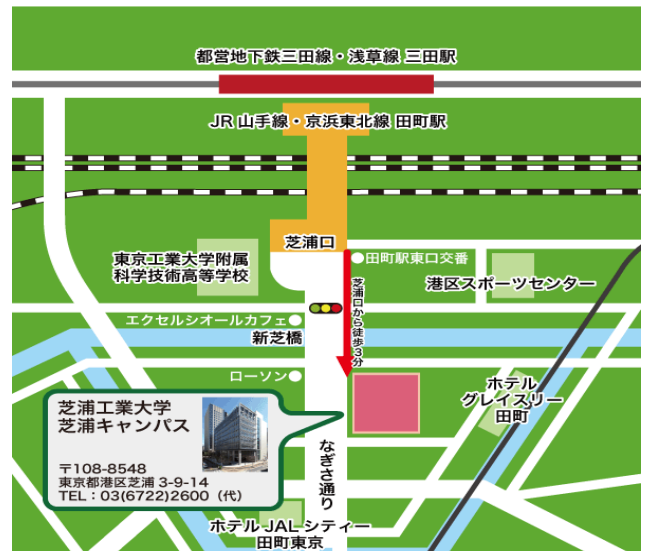 都営地下鉄三田線・浅草線 三田駅
JR 山手線・京浜東北線 田町駅
芝浦口
東京工業大学附属
科学技術高等学校
田町駅東口交番
港区スポーツセンター
芝浦口から徒歩3分
エクセルシオールカフェ
新芝橋
ローソン
ホテル
グレイスリー
田町
芝浦工業大学
芝浦キャンパス
〒108-8548
東京都港区芝浦 3-9-14
TEL：03(6722)2600（代）
なぎさ通り
ホテル JAL シティー
田町東京